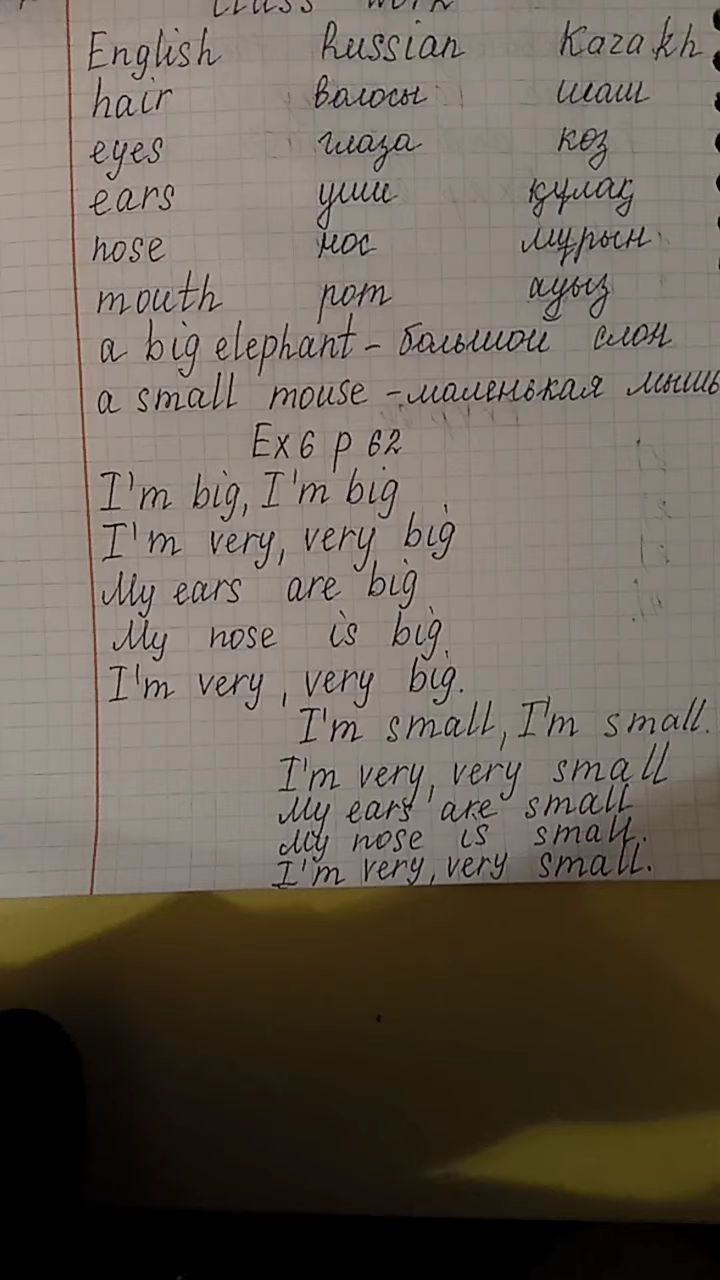 Class work
English Russian Kazakh
hair волосы шаш
eyes глаза көз
ears уши құлақ
nose нос мұрын
mouth рот ауыз
a big elephant - большой слон
a small mouse - маленькая мышь
Ex 6 p 62
I'm big, I'm big
I'm very, very big
My ears are big
My nose is big
I'm very, very big.
I'm small, I'm small.
I'm very, very small
My ears are small
My nose is small.
I'm very, very small.